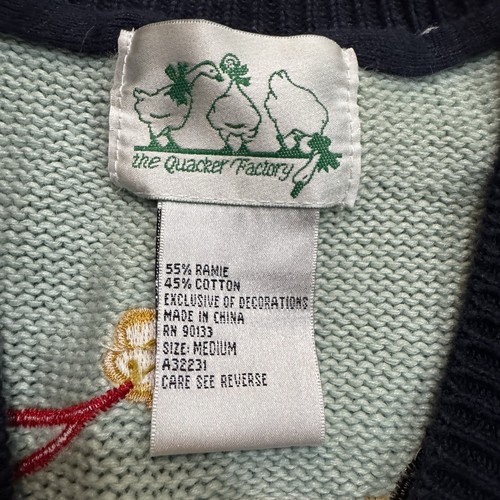 the Quacker Factory
55% RAMIE
45% COTTON
EXCLUSIVE OF DECORATIONS
MADE IN CHINA
RN 90133
SIZE: MEDIUM
A32231
CARE SEE REVERSE